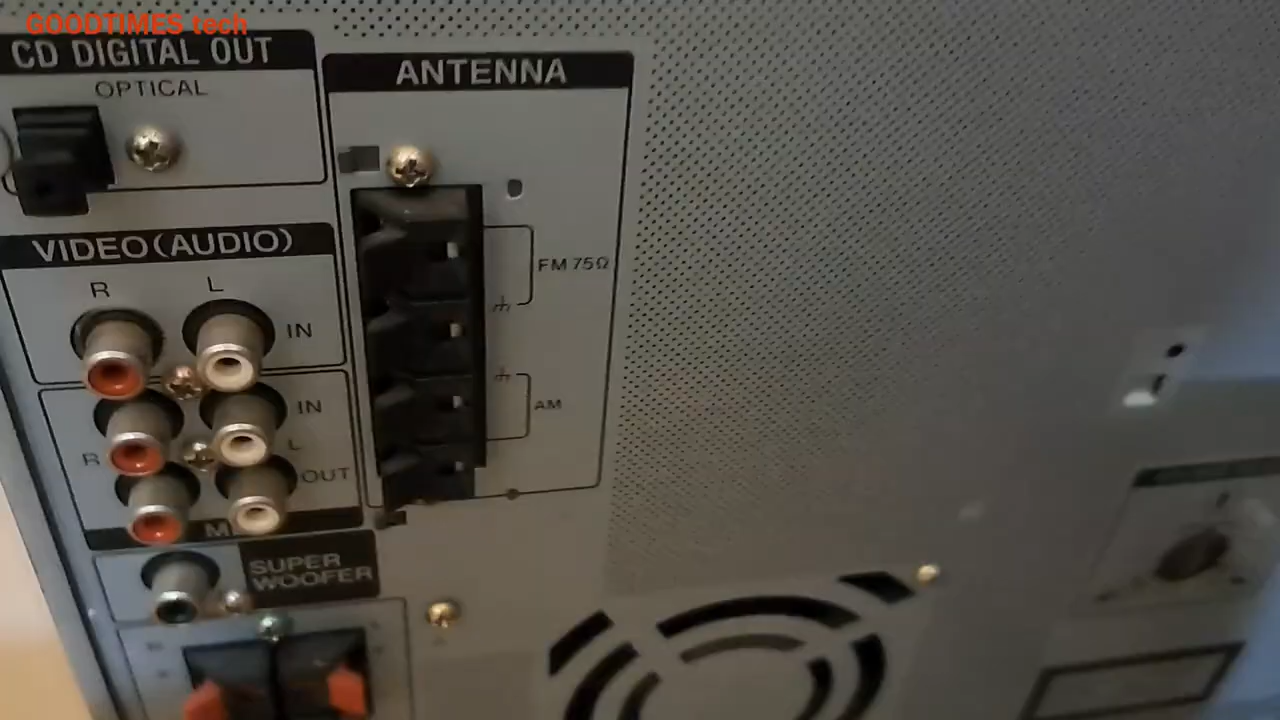 GOODTIMES tech
CD DIGITAL OUT
OPTICAL
ANTENNA
VIDEO (AUDIO)
R L
IN
FM 75Ω
IN
AM
R
L
OUT
M
SUPER
WOOFER